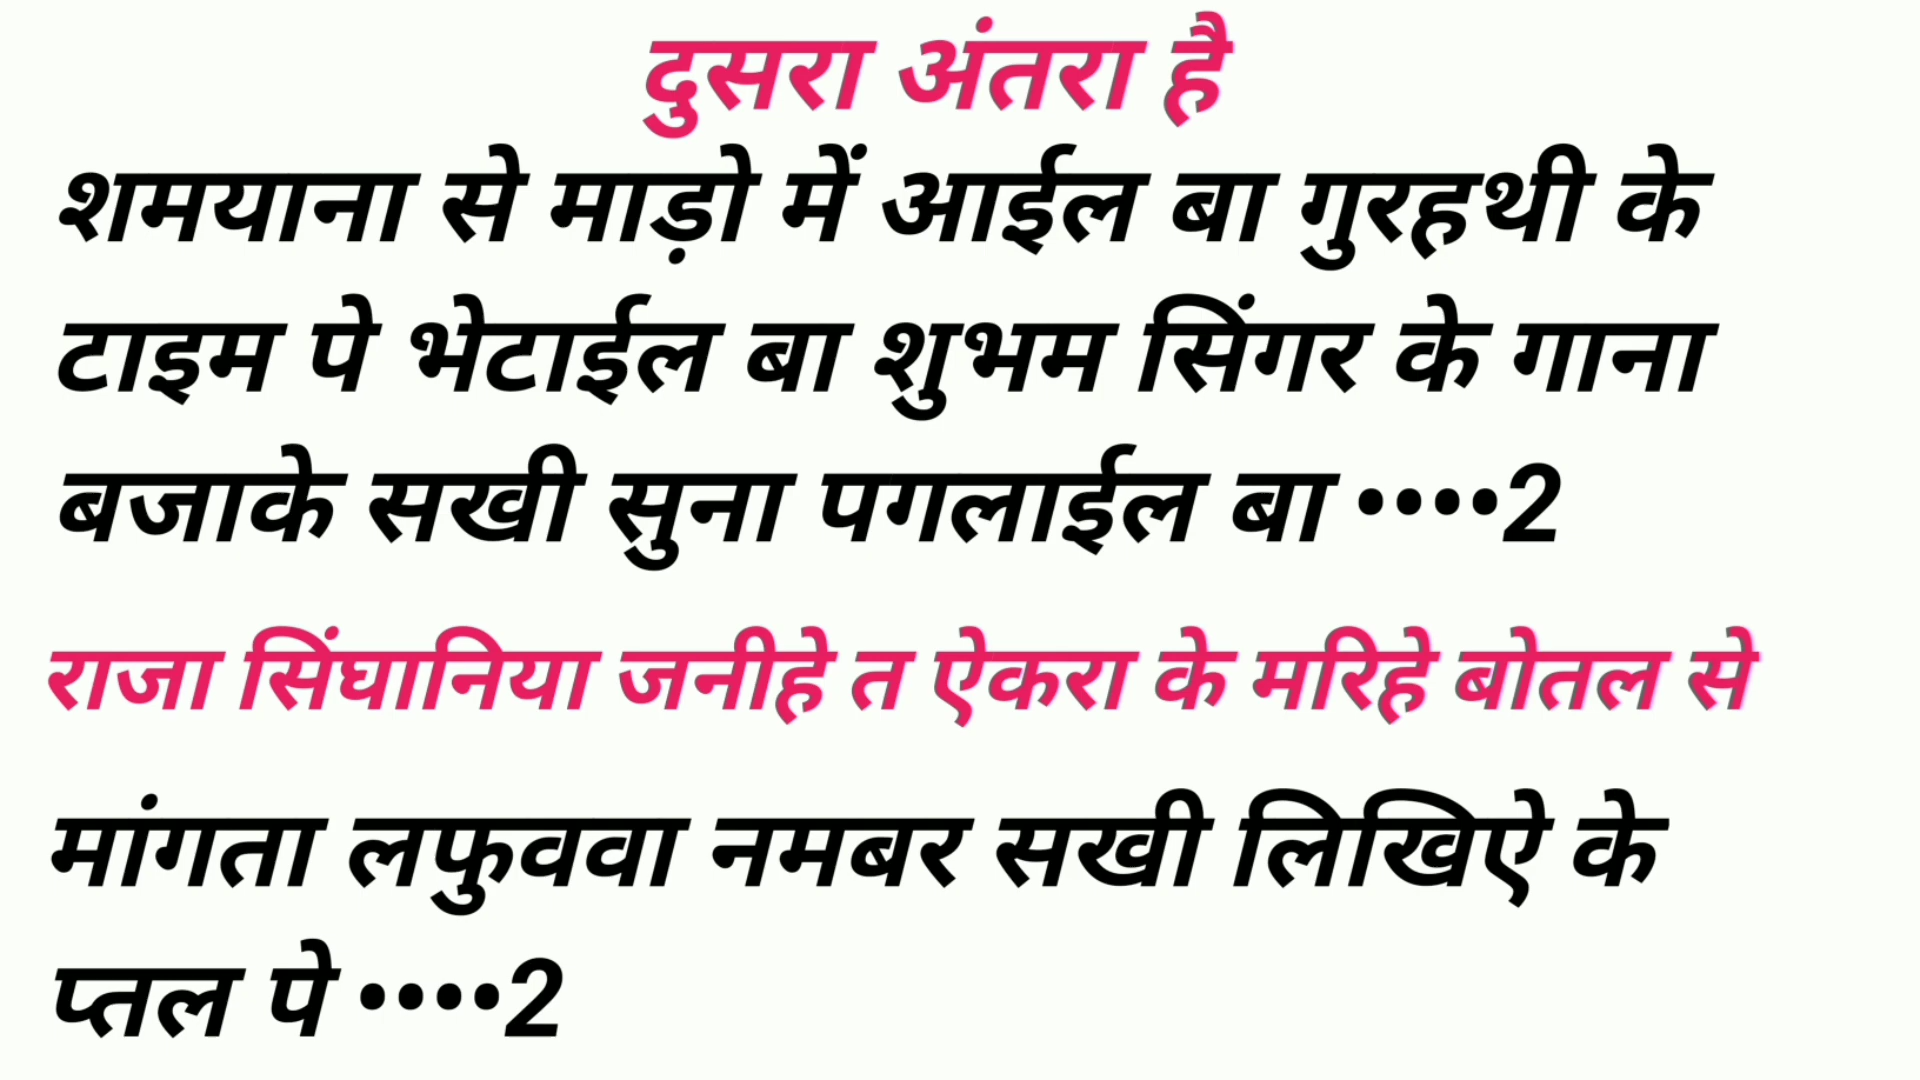 दुसरा अंतरा है
शमयाना से माड़ो में आईल बा गुरहथी के
टाइम पे भेटाईल बा शुभम सिंगर के गाना
बजाके सखी सुना पगलाईल बा ••••2
राजा सिंघानिया जनीहे त ऐकरा के मरिहे बोतल से
मांगता लफुववा नमबर सखी लिखिऐ के
प्तल पे ••••2